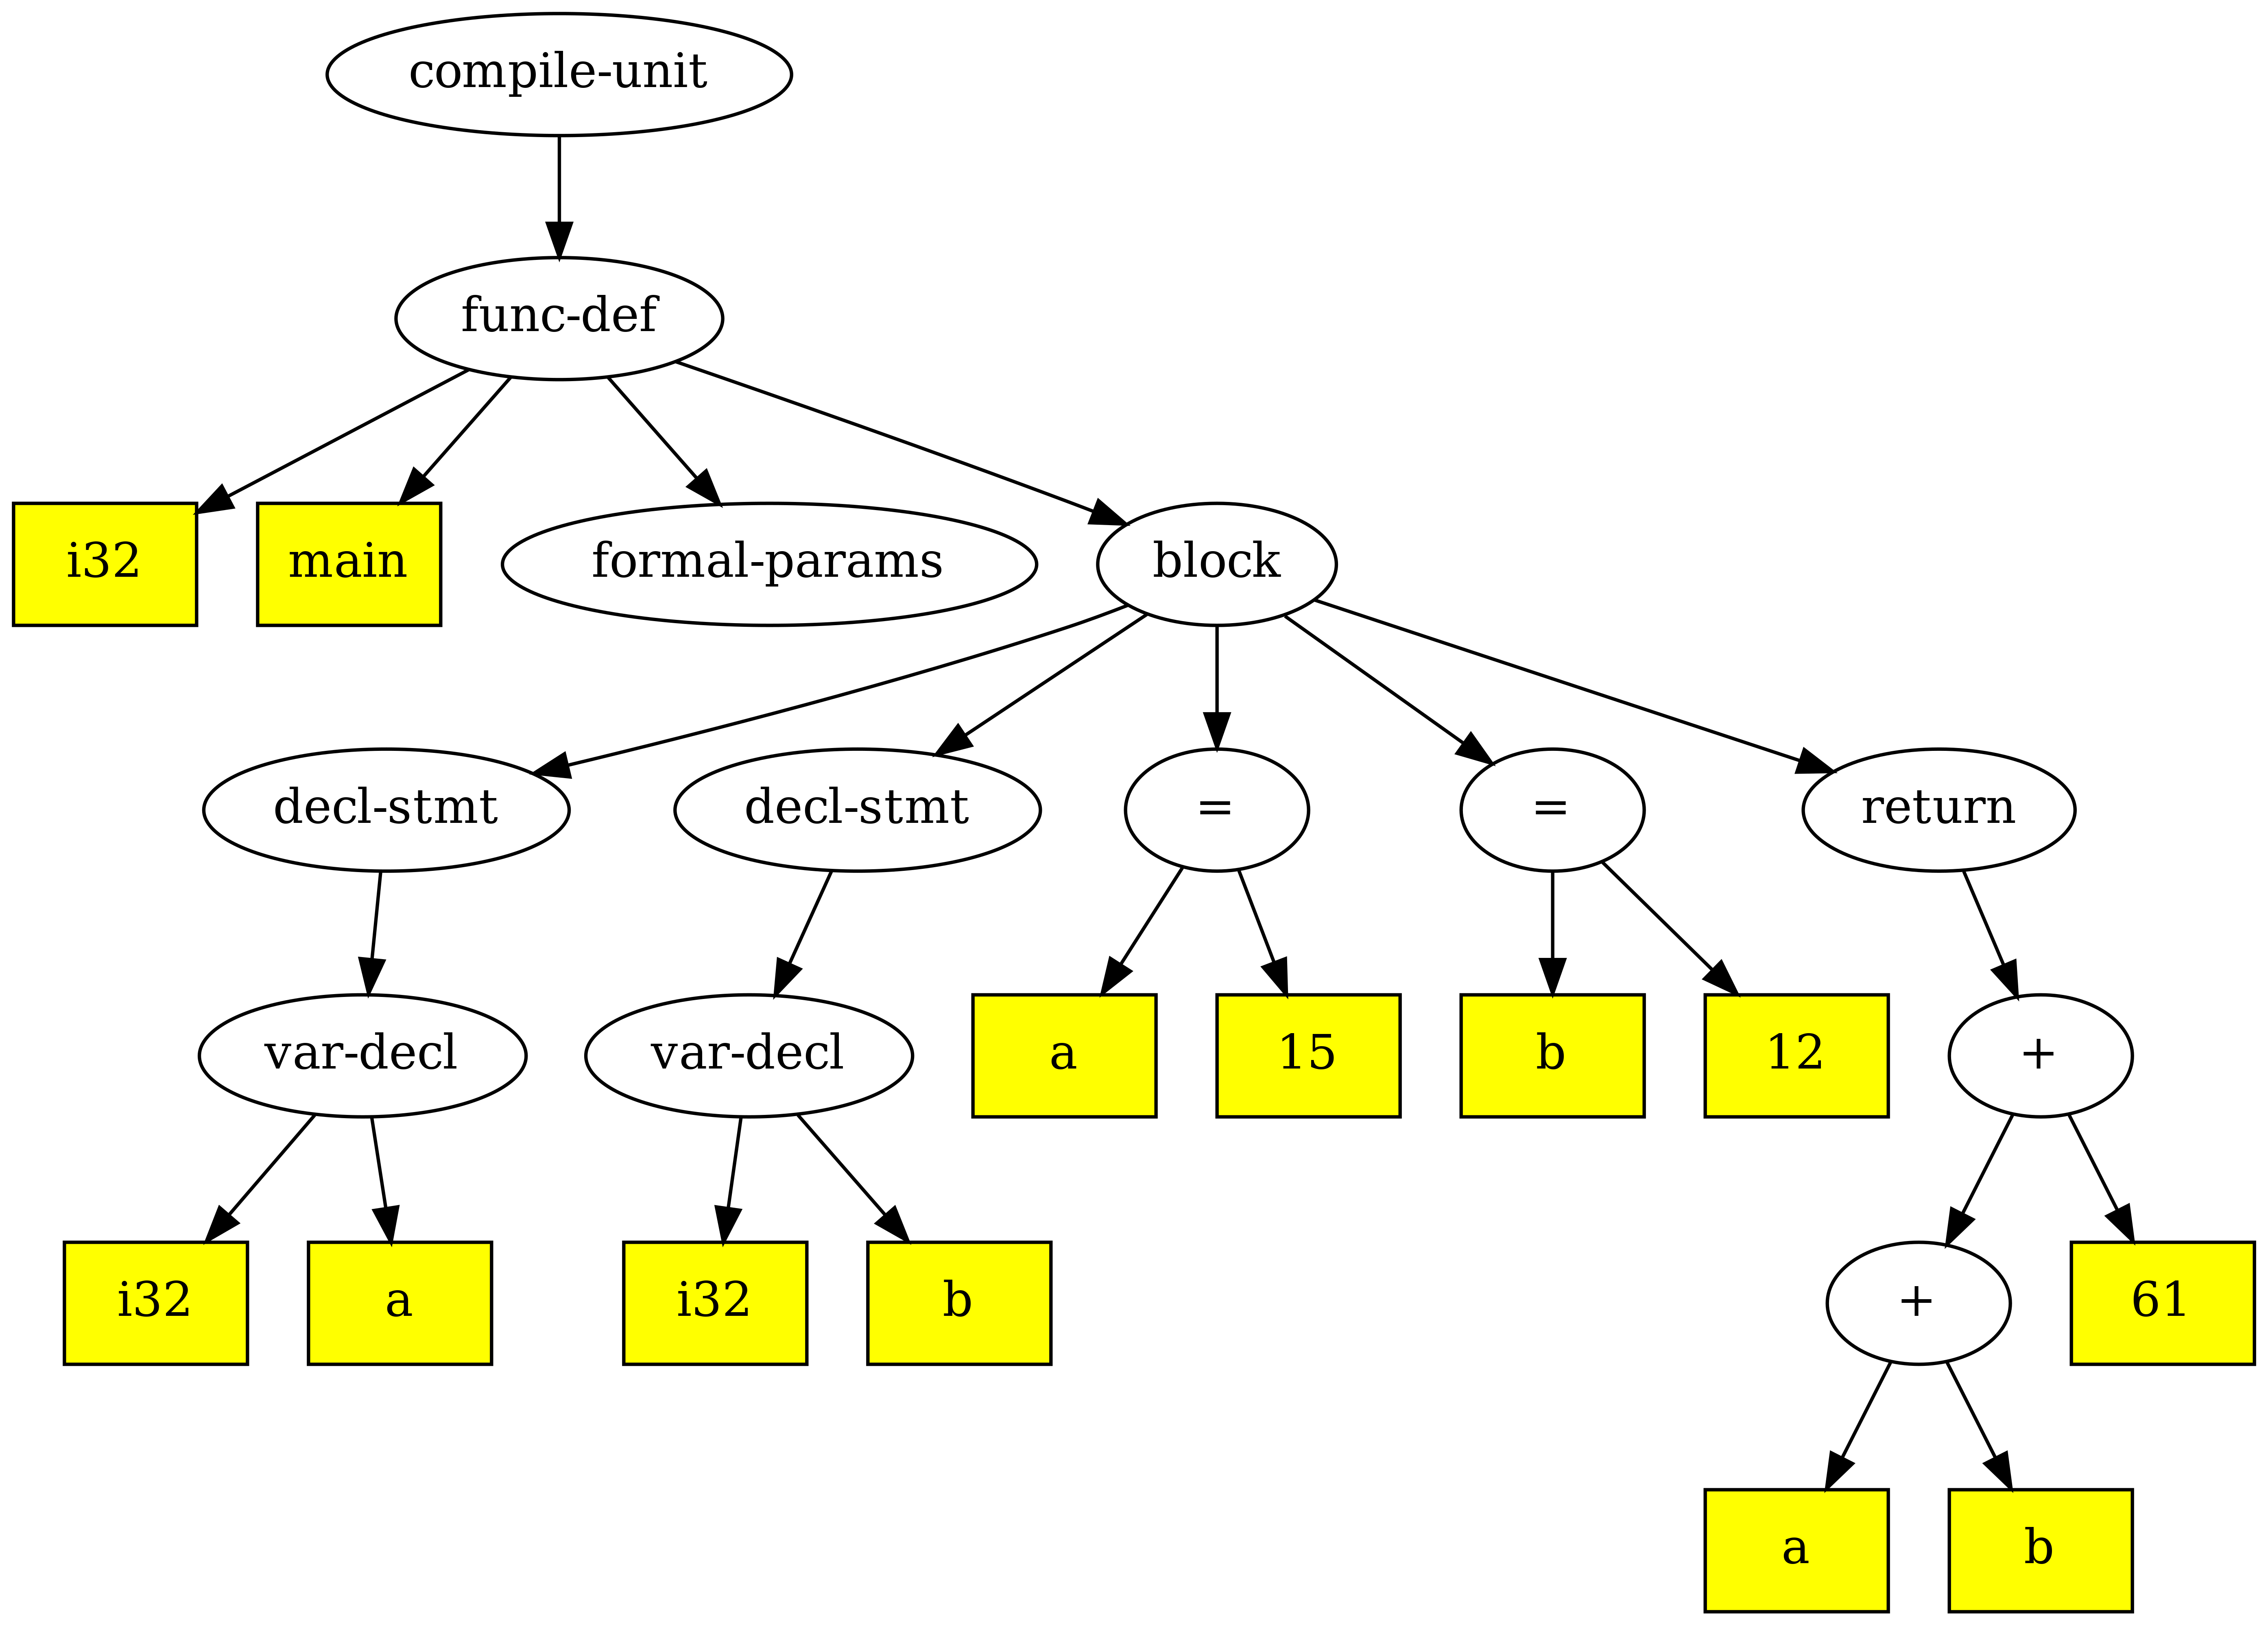 compile-unit
func-def
i32 main formal-params block
decl-stmt decl-stmt = = return
var-decl var-decl a 15 b 12 +
i32 a i32 b + 61
a b